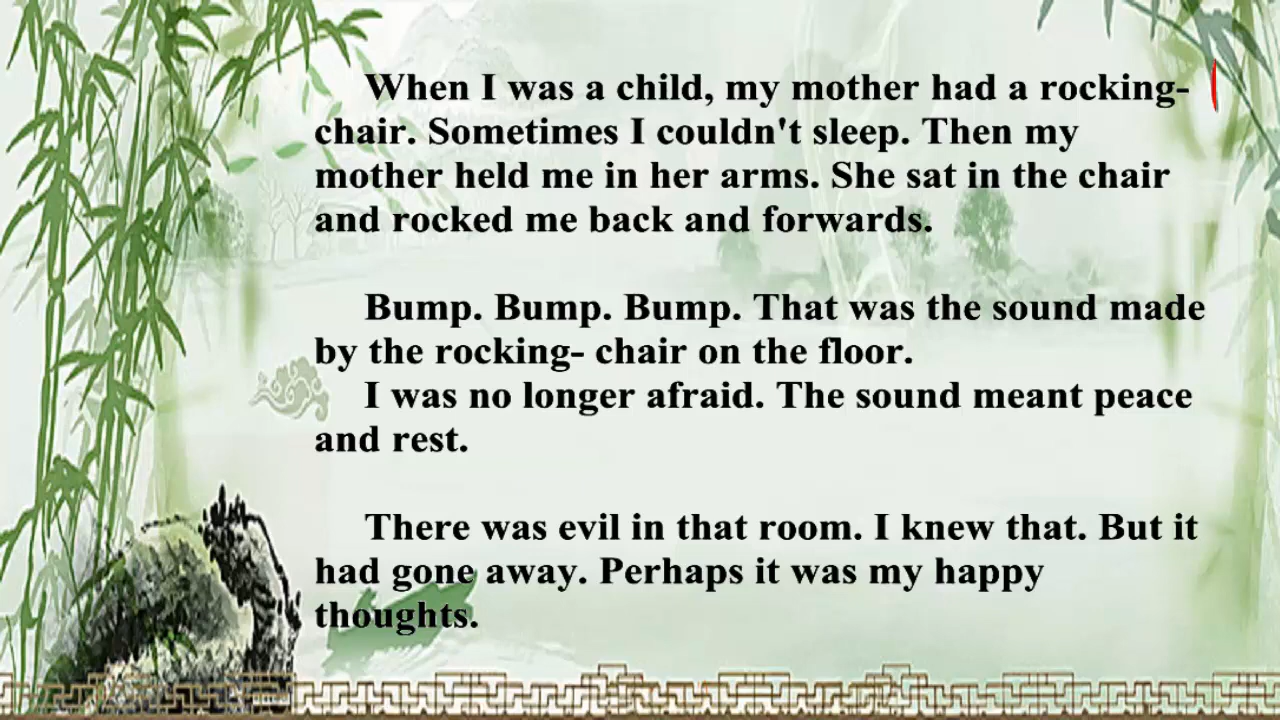 When I was a child, my mother had a rocking-
chair. Sometimes I couldn't sleep. Then my
mother held me in her arms. She sat in the chair
and rocked me back and forwards.
Bump. Bump. Bump. That was the sound made
by the rocking- chair on the floor.
I was no longer afraid. The sound meant peace
and rest.
There was evil in that room. I knew that. But it
had gone away. Perhaps it was my happy
thoughts.